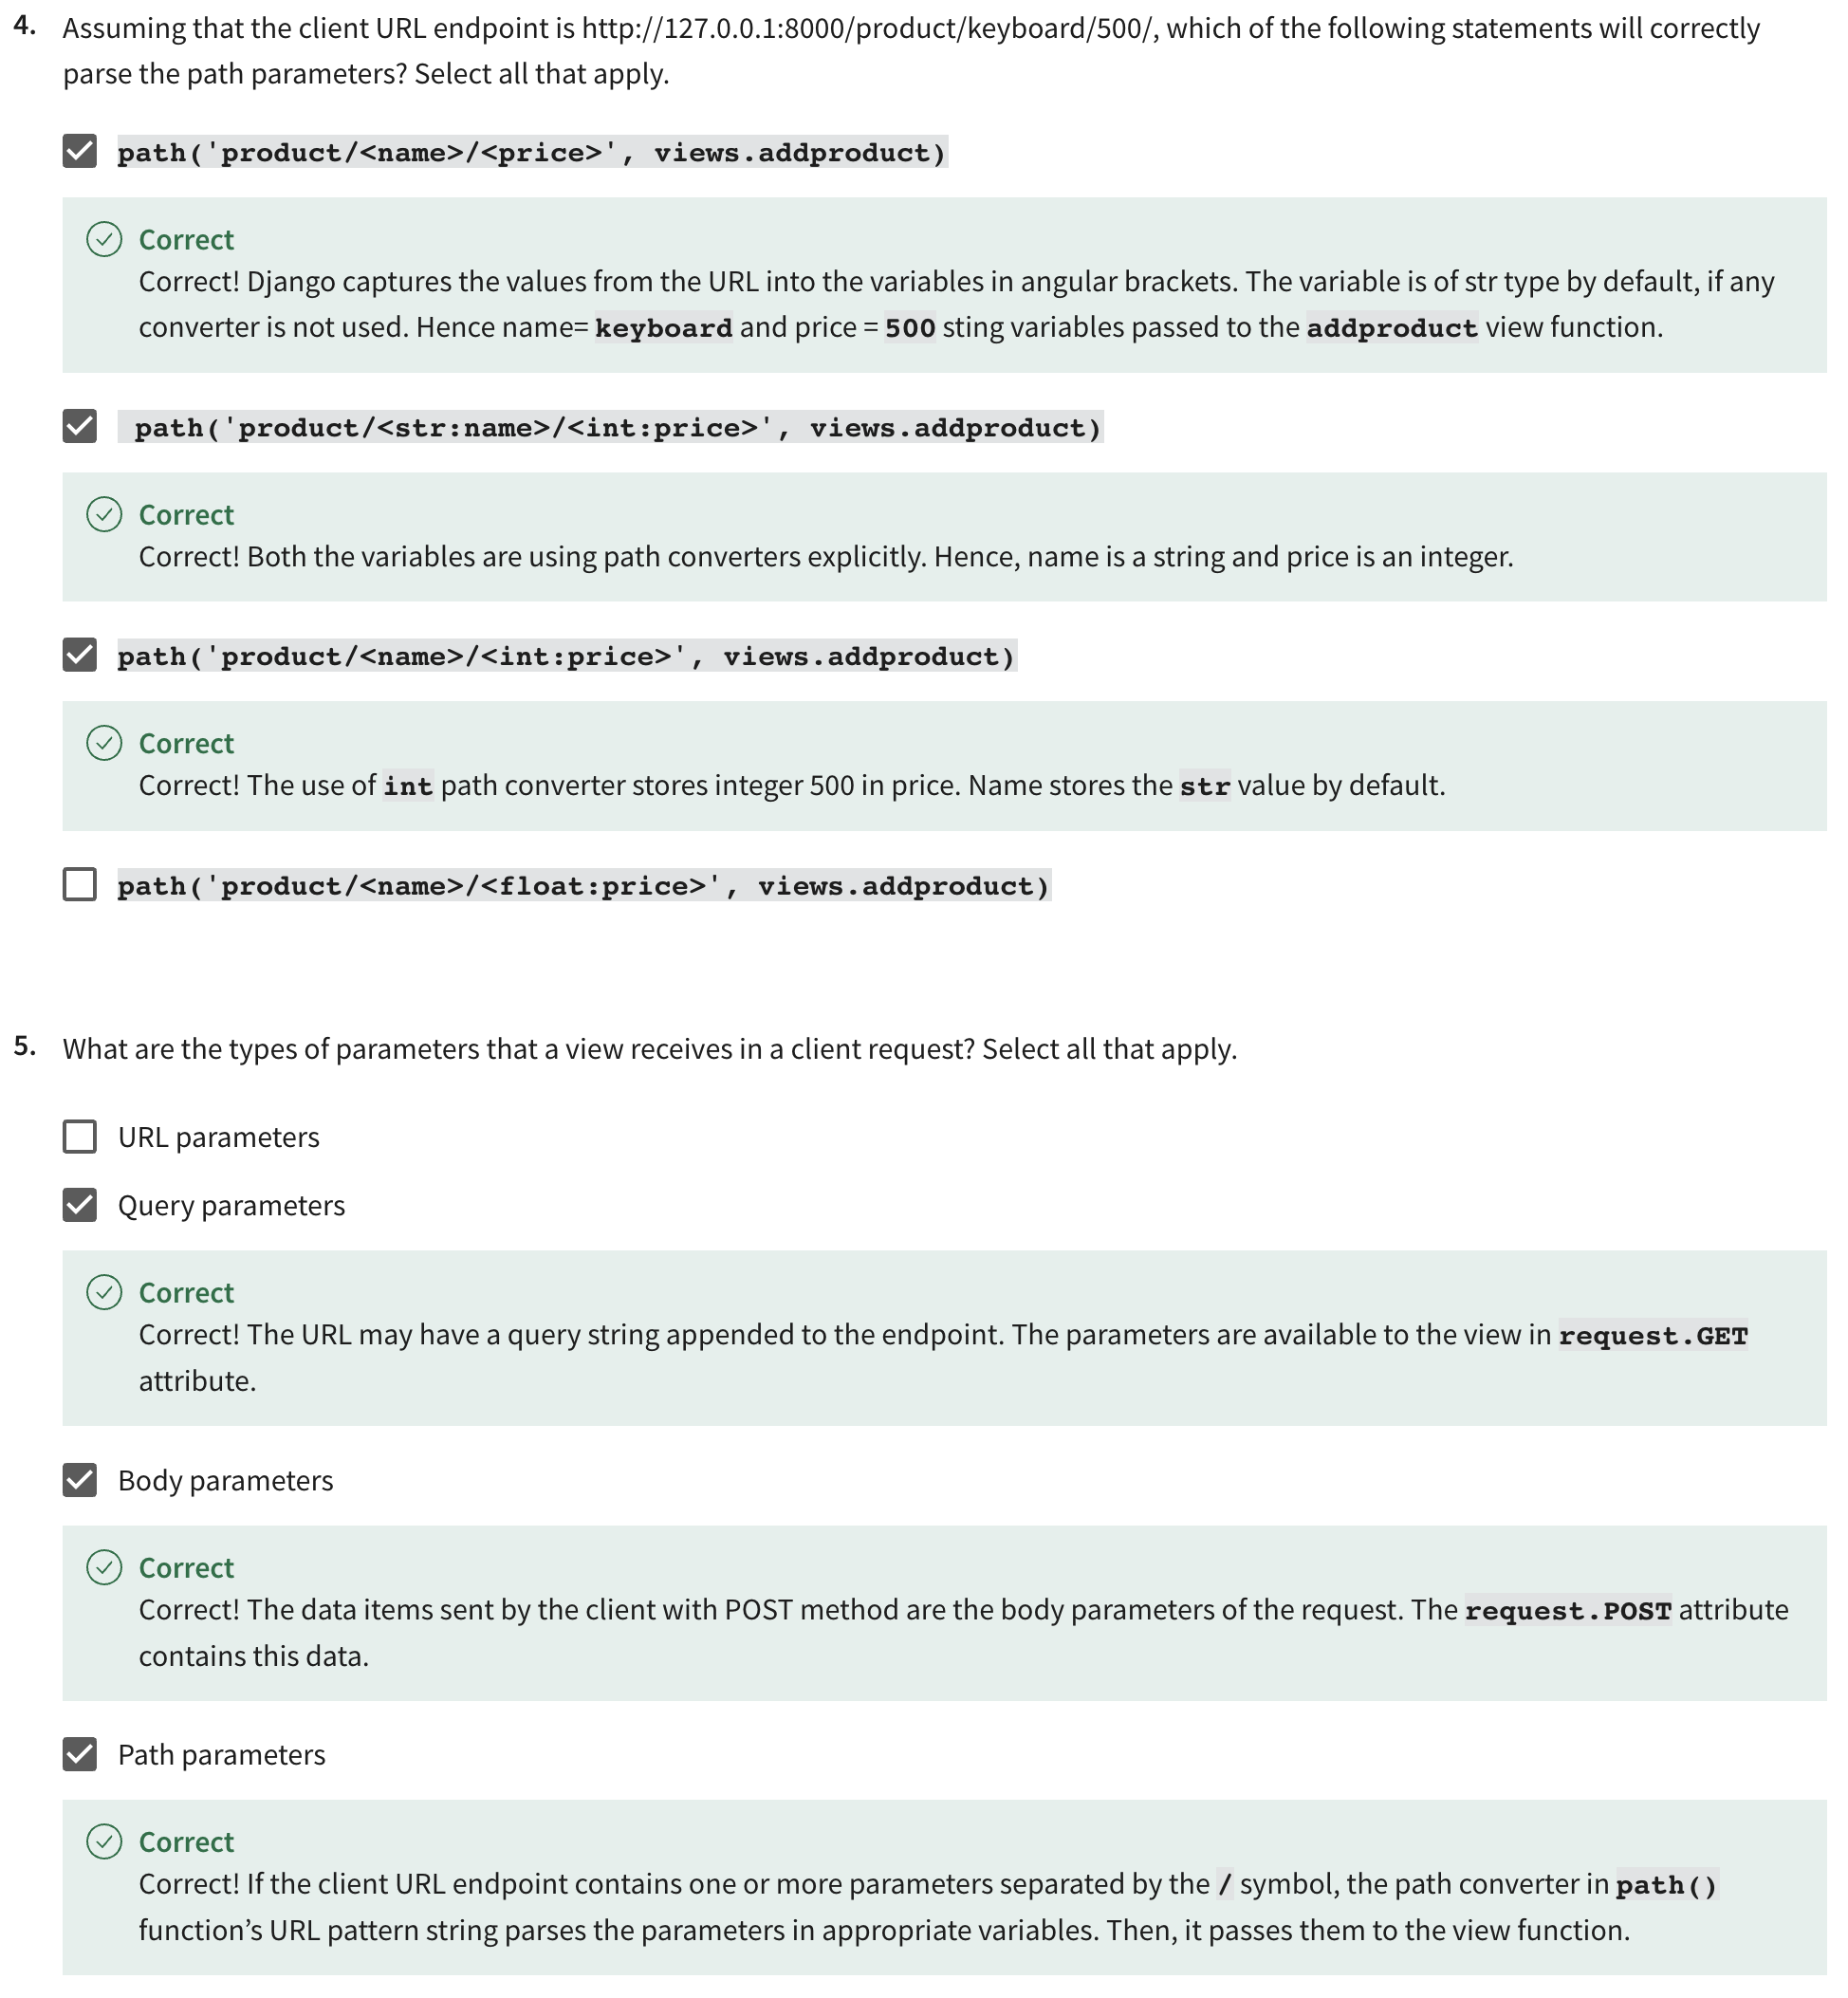 4. Assuming that the client URL endpoint is http://127.0.0.1:8000/product/keyboard/500/, which of the following statements will correctly
parse the path parameters? Select all that apply.
path('product/<name>/<price>', views.addproduct)
Correct
Correct! Django captures the values from the URL into the variables in angular brackets. The variable is of str type by default, if any
converter is not used. Hence name= keyboard and price = 500 sting variables passed to the addproduct view function.
path('product/<str:name>/<int:price>', views.addproduct)
Correct
Correct! Both the variables are using path converters explicitly. Hence, name is a string and price is an integer.
path('product/<name>/<int:price>', views.addproduct)
Correct
Correct! The use of int path converter stores integer 500 in price. Name stores the str value by default.
path('product/<name>/<float:price>', views.addproduct)
5. What are the types of parameters that a view receives in a client request? Select all that apply.
URL parameters
Query parameters
Correct
Correct! The URL may have a query string appended to the endpoint. The parameters are available to the view in request.GET
attribute.
Body parameters
Correct
Correct! The data items sent by the client with POST method are the body parameters of the request. The request.POST attribute
contains this data.
Path parameters
Correct
Correct! If the client URL endpoint contains one or more parameters separated by the / symbol, the path converter in path()
function’s URL pattern string parses the parameters in appropriate variables. Then, it passes them to the view function.